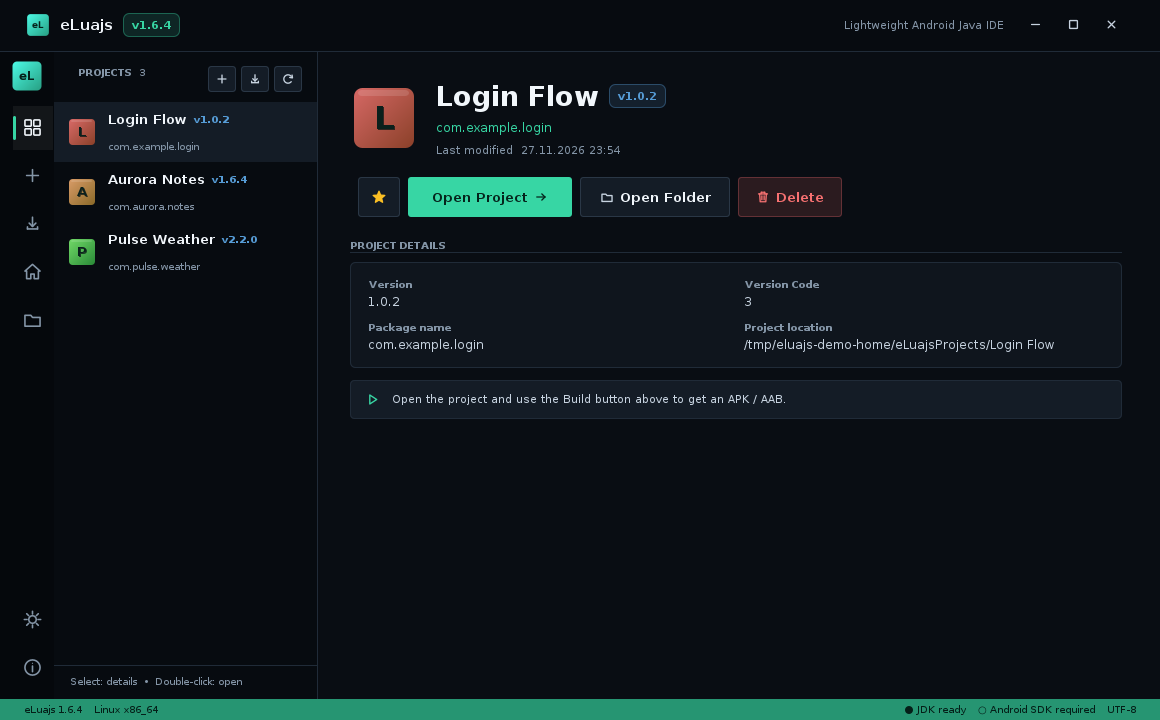 eL eLuajs v1.6.4 Lightweight Android Java IDE
eL
PROJECTS 3
L Login Flow v1.0.2
com.example.login
A Aurora Notes v1.6.4
com.aurora.notes
P Pulse Weather v2.2.0
com.pulse.weather
Select: details • Double-click: open
L
Login Flow v1.0.2
com.example.login
Last modified 27.11.2026 23:54
Open Project → Open Folder Delete
PROJECT DETAILS
Version Version Code
1.0.2 3
Package name Project location
com.example.login /tmp/eluajs-demo-home/eLuajsProjects/Login Flow
Open the project and use the Build button above to get an APK / AAB.
eLuajs 1.6.4 Linux x86_64 JDK ready Android SDK required UTF-8